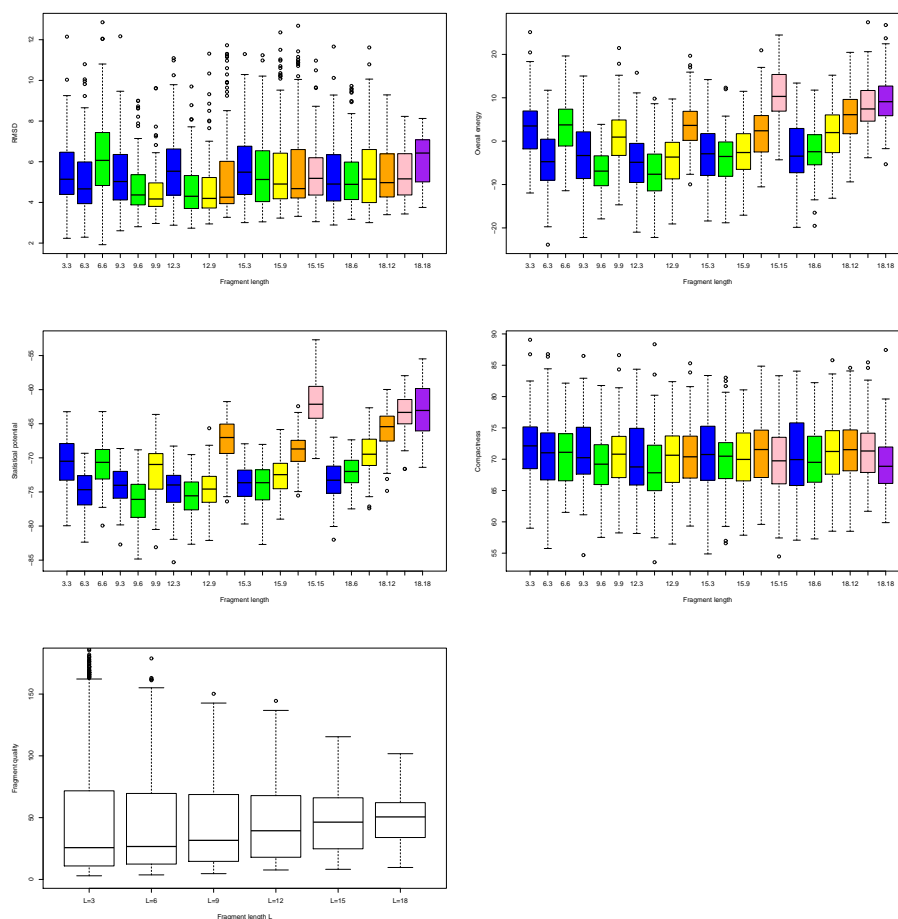 RMSD
12
10
8
6
4
2
3.3 6.3 6.6 9.3 9.6 9.9 12.3 12.9 15.3 15.9 15.15 18.6 18.12 18.18
Fragment length
Overall energy
20
10
0
−10
−20
3.3 6.3 6.6 9.3 9.6 9.9 12.3 12.9 15.3 15.9 15.15 18.6 18.12 18.18
Fragment length
Statistical potential
−55
−60
−65
−70
−75
−80
−85
3.3 6.3 6.6 9.3 9.6 9.9 12.3 12.9 15.3 15.9 15.15 18.6 18.12 18.18
Fragment length
Compactness
85
80
75
70
65
60
55
3.3 6.3 6.6 9.3 9.6 9.9 12.3 12.9 15.3 15.9 15.15 18.6 18.12 18.18
Fragment length
Fragment quality
150
100
50
0
L=3 L=6 L=9 L=12 L=15 L=18
Fragment length L